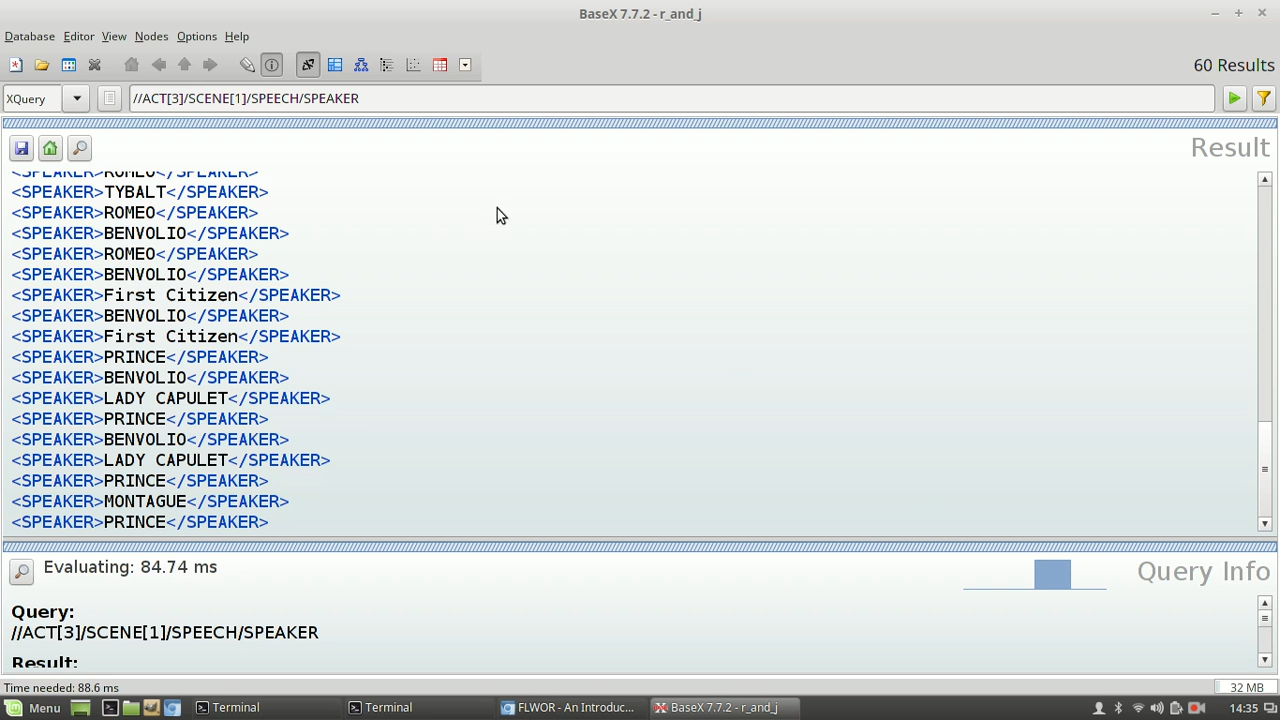 BaseX 7.7.2 - r_and_j
Database Editor View Nodes Options Help
60 Results
XQuery //ACT[3]/SCENE[1]/SPEECH/SPEAKER
Result
<SPEAKER>ROMEO</SPEAKER>
<SPEAKER>TYBALT</SPEAKER>
<SPEAKER>ROMEO</SPEAKER>
<SPEAKER>BENVOLIO</SPEAKER>
<SPEAKER>ROMEO</SPEAKER>
<SPEAKER>BENVOLIO</SPEAKER>
<SPEAKER>First Citizen</SPEAKER>
<SPEAKER>BENVOLIO</SPEAKER>
<SPEAKER>First Citizen</SPEAKER>
<SPEAKER>PRINCE</SPEAKER>
<SPEAKER>BENVOLIO</SPEAKER>
<SPEAKER>LADY CAPULET</SPEAKER>
<SPEAKER>PRINCE</SPEAKER>
<SPEAKER>BENVOLIO</SPEAKER>
<SPEAKER>LADY CAPULET</SPEAKER>
<SPEAKER>PRINCE</SPEAKER>
<SPEAKER>MONTAGUE</SPEAKER>
<SPEAKER>PRINCE</SPEAKER>
Evaluating: 84.74 ms
Query Info
Query:
//ACT[3]/SCENE[1]/SPEECH/SPEAKER
Result:
Time needed: 88.6 ms
32 MB
Menu Terminal Terminal FLWOR - An Introduc... BaseX 7.7.2 - r_and_j 14:35